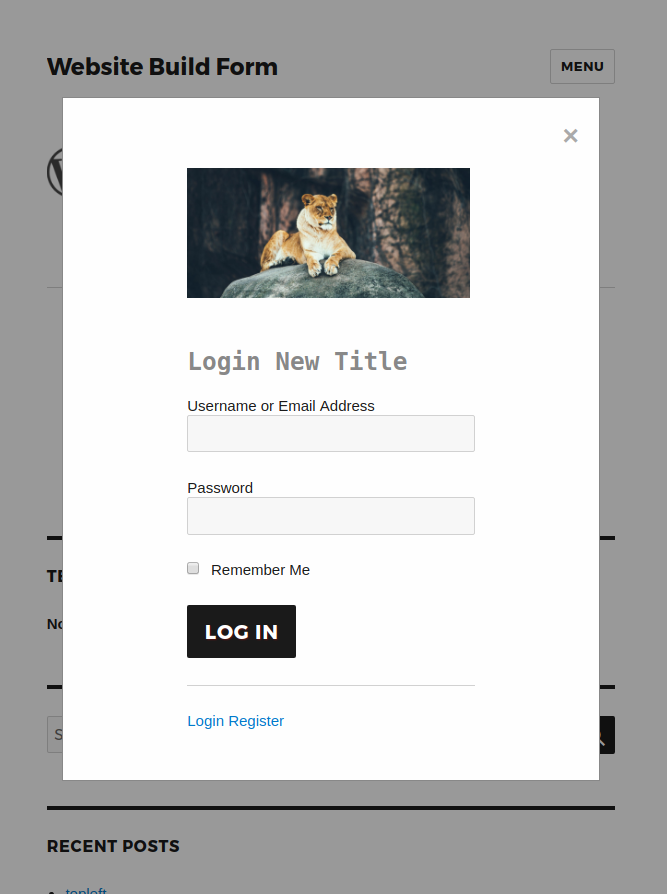 Website Build Form
MENU
×
Login New Title
Username or Email Address
Password
Remember Me
LOG IN
Login Register
RECENT POSTS